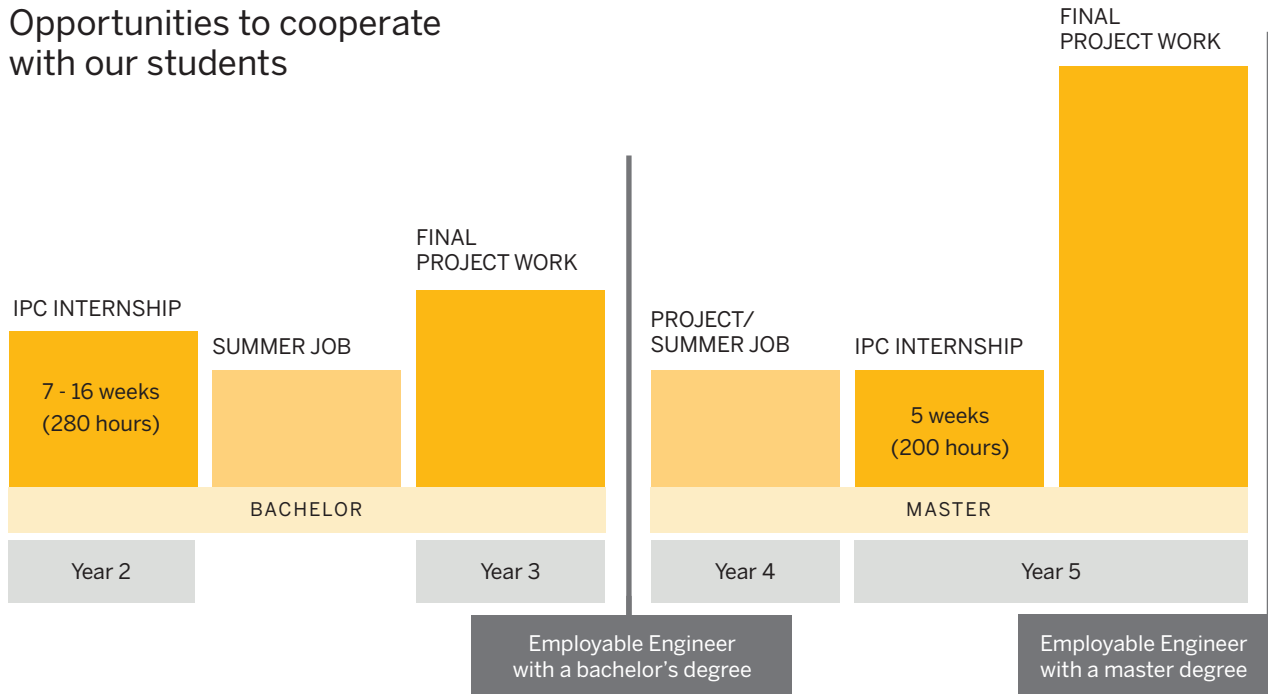 Opportunities to cooperate
with our students
IPC INTERNSHIP
7 - 16 weeks
(280 hours)
SUMMER JOB
FINAL
PROJECT WORK
BACHELOR
Year 2
Year 3
Employable Engineer
with a bachelor’s degree
PROJECT/
SUMMER JOB
IPC INTERNSHIP
5 weeks
(200 hours)
FINAL
PROJECT WORK
MASTER
Year 4
Year 5
Employable Engineer
with a master degree